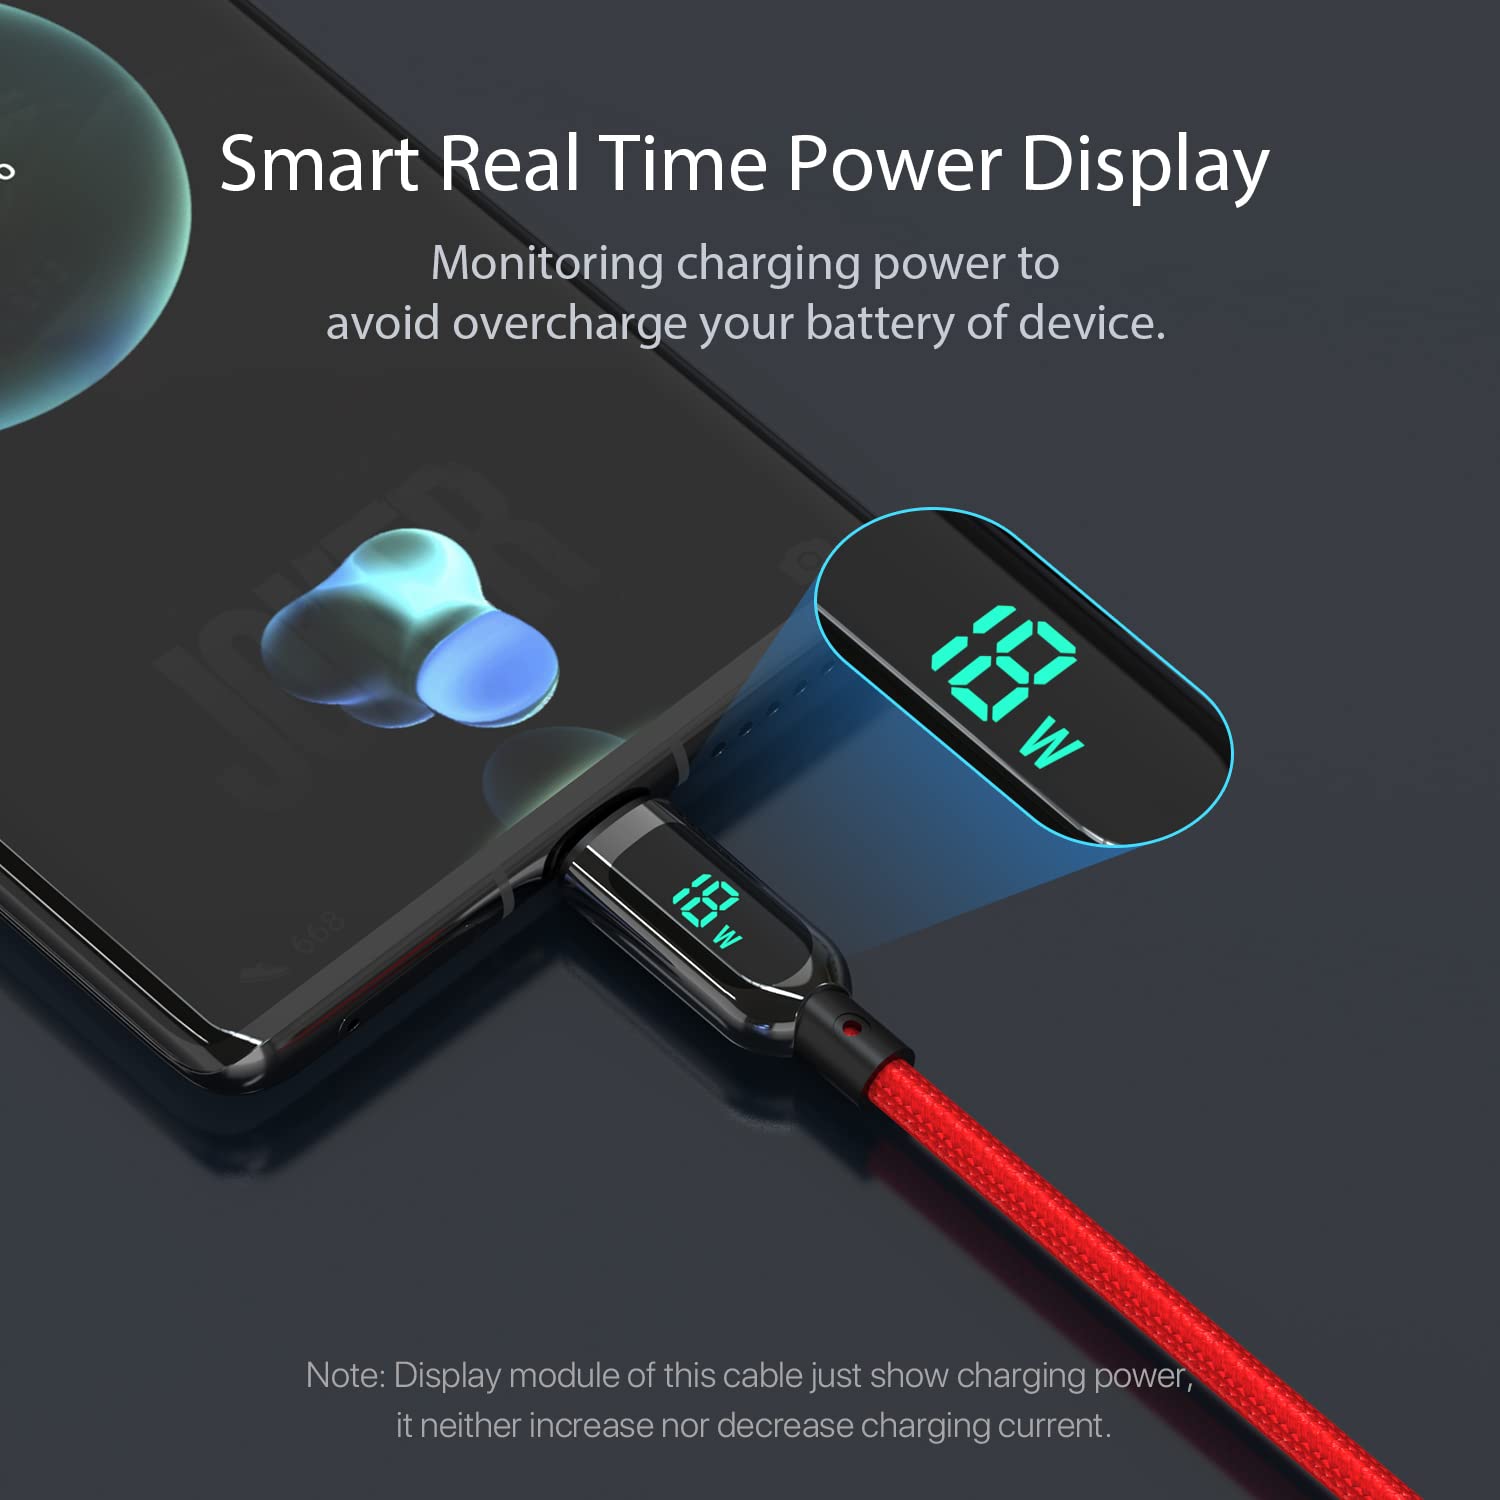 Smart Real Time Power Display
Monitoring charging power to
avoid overcharge your battery of device.
18
W
18
W
Note: Display module of this cable just show charging power,
it neither increase nor decrease charging current.